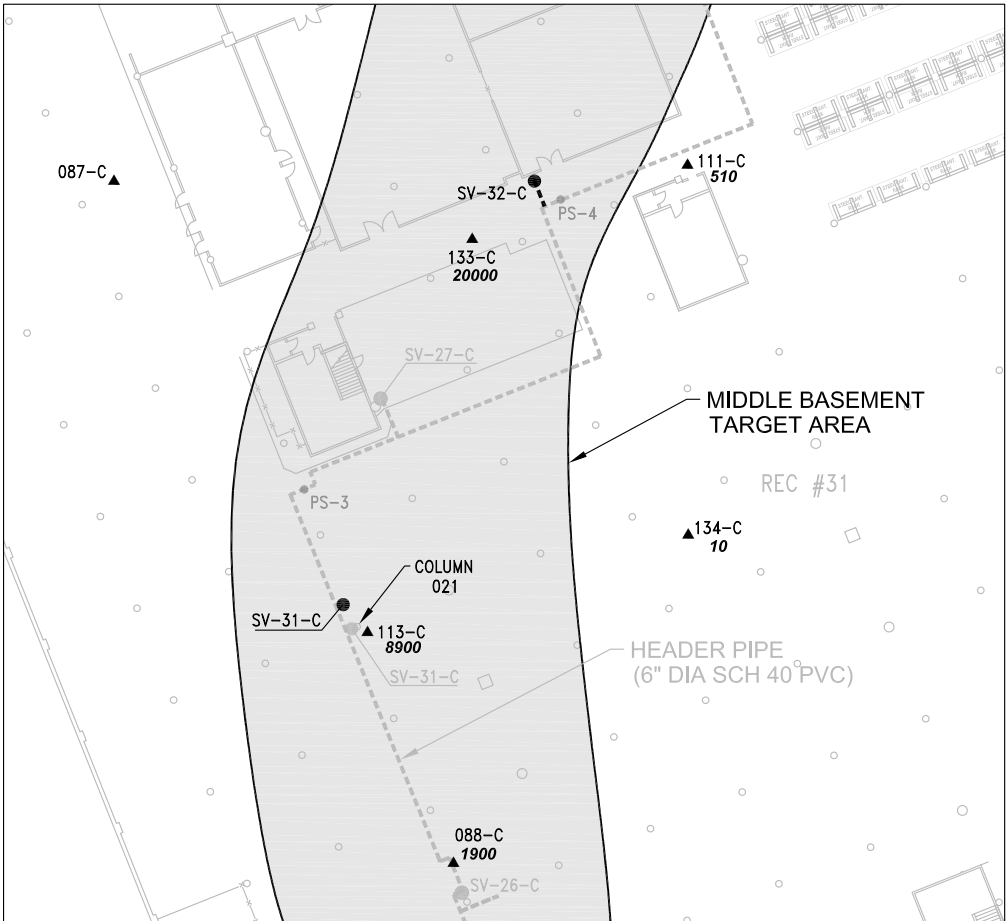 087-C
111-C
510
SV-32-C
PS-4
133-C
20000
SV-27-C
MIDDLE BASEMENT
TARGET AREA
REC #31
PS-3
134-C
10
COLUMN
021
SV-31-C
113-C
8900
HEADER PIPE
(6" DIA SCH 40 PVC)
SV-31-C
088-C
1900
SV-26-C